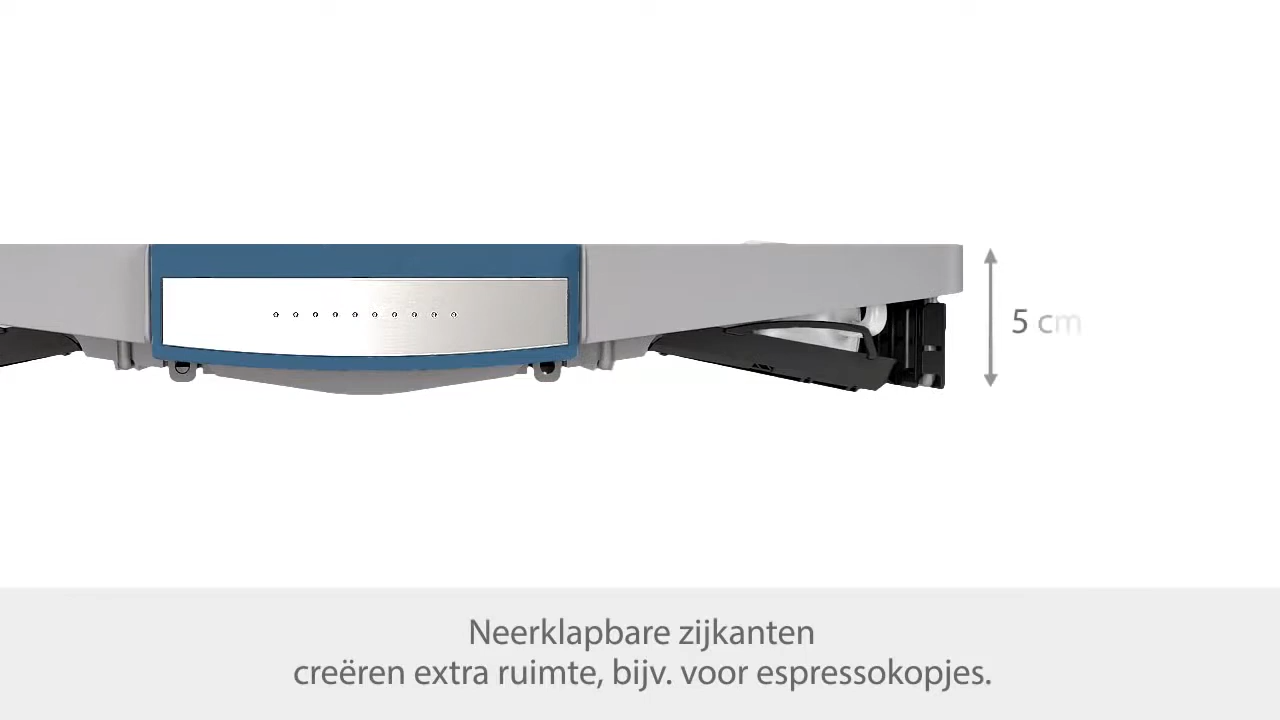 5 cm
Neerklapbare zijkanten
creëren extra ruimte, bijv. voor espressokopjes.